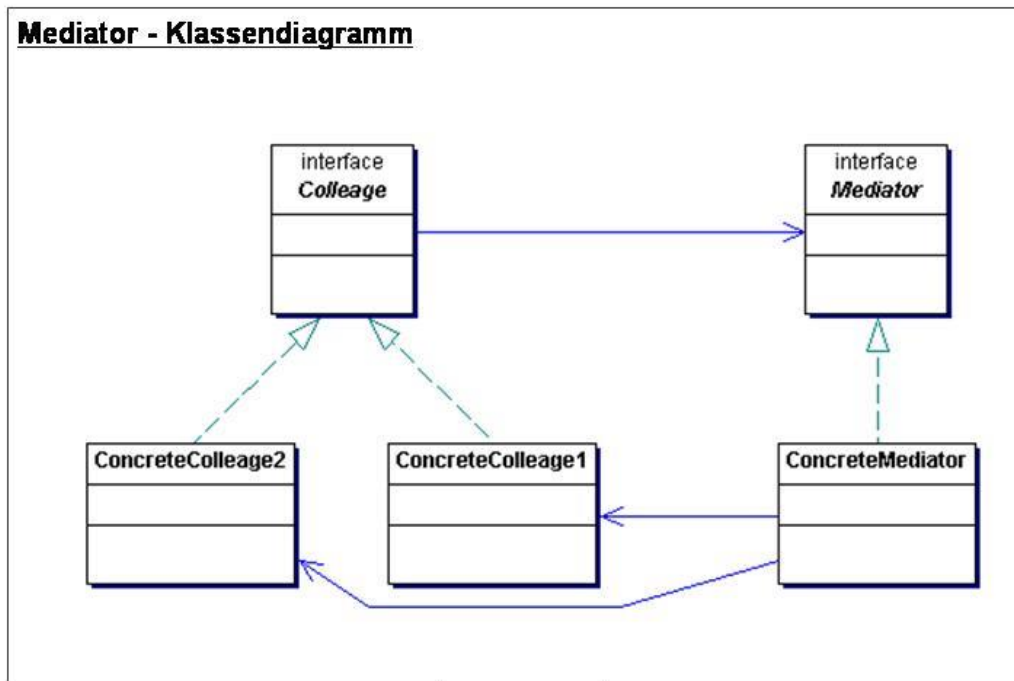 Mediator - Klassendiagramm
interface
Colleage
interface
Mediator
ConcreteColleage2
ConcreteColleage1
ConcreteMediator